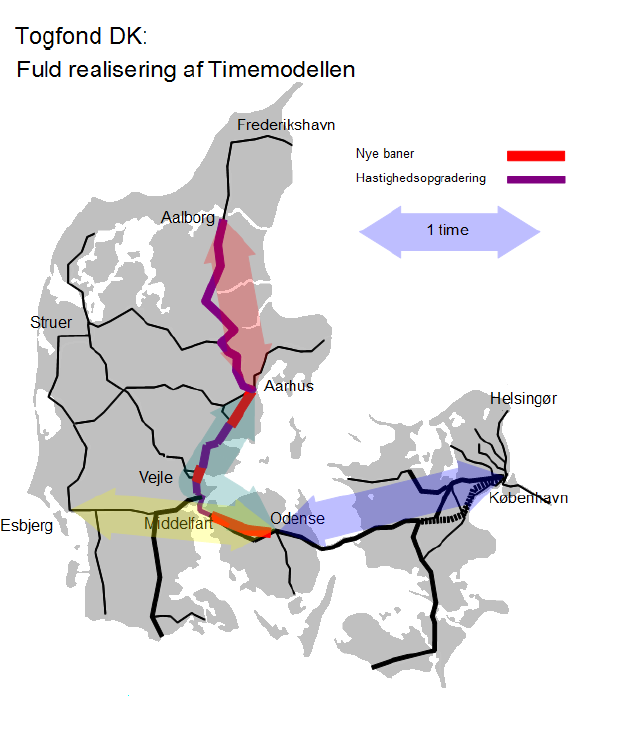 Togfond DK:
Fuld realisering af Timemodellen
Frederikshavn
Nye baner
Hastighedsopgradering
Aalborg
1 time
Struer
Aarhus
Helsingør
Vejle
København
Esbjerg
Middelfart
Odense